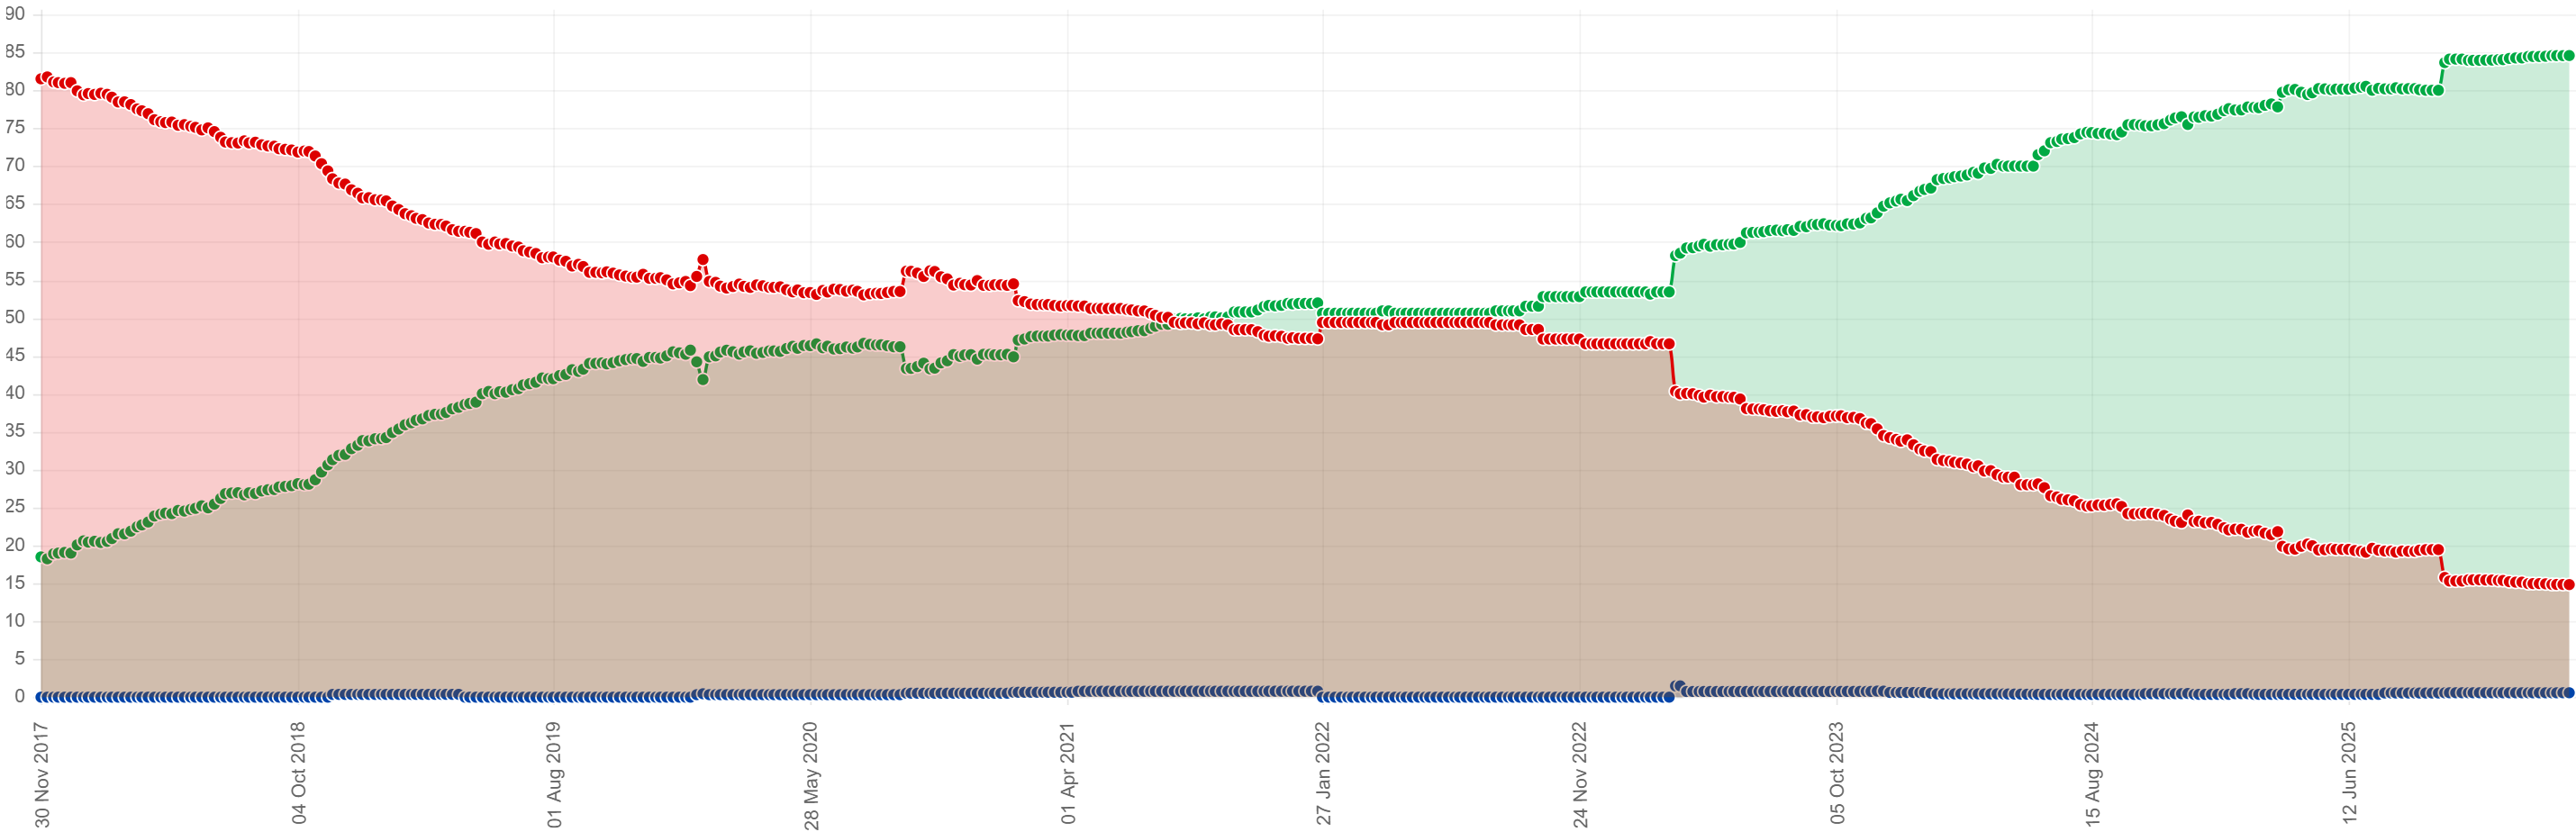 90
85
80
75
70
65
60
55
50
45
40
35
30
25
20
15
10
5
0
30 Nov 2017
04 Oct 2018
01 Aug 2019
28 May 2020
01 Apr 2021
27 Jan 2022
24 Nov 2022
05 Oct 2023
15 Aug 2024
12 Jun 2025